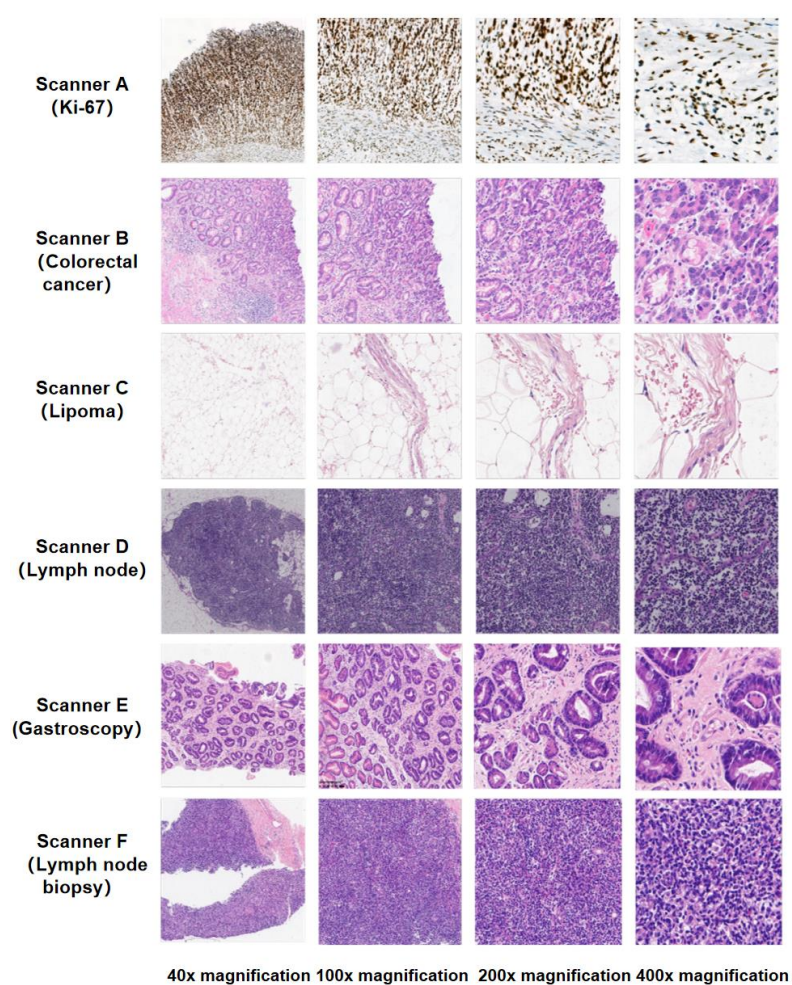 Scanner A
（Ki-67）
Scanner B
（Colorectal
cancer）
Scanner C
（Lipoma）
Scanner D
（Lymph node）
Scanner E
(Gastroscopy)
Scanner F
（Lymph node
biopsy）
40x magnification 100x magnification 200x magnification 400x magnification